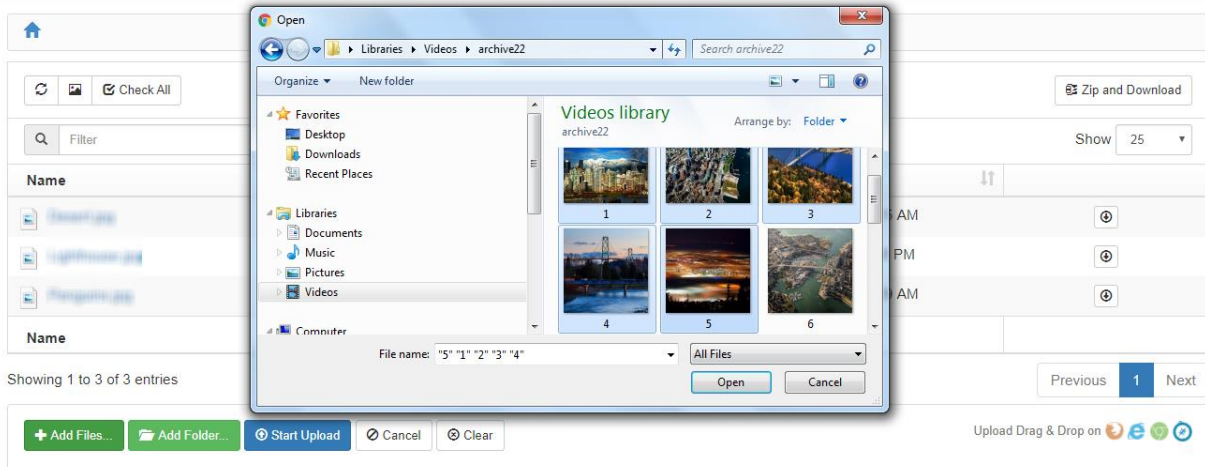 Open
Libraries Videos archive22
Search archive22
Organize New folder
Check All
Zip and Download
Filter
Show 25
Favorites
Desktop
Downloads
Recent Places
Libraries
Documents
Music
Pictures
Videos
Computer
Videos library
archive22
Arrange by: Folder
1 2 3
4 5 6
Name
AM
PM
AM
Name
File name: "5" "1" "2" "3" "4"
All Files
Open Cancel
Showing 1 to 3 of 3 entries
Previous 1 Next
Add Files... Add Folder... Start Upload Cancel Clear
Upload Drag & Drop on